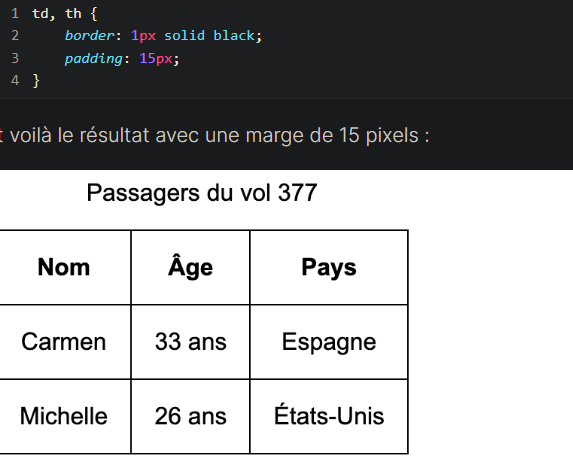 1 td, th {
2     border: 1px solid black;
3     padding: 15px;
4 }
t voilà le résultat avec une marge de 15 pixels :
Passagers du vol 377
Nom Âge Pays
Carmen 33 ans Espagne
Michelle 26 ans États-Unis